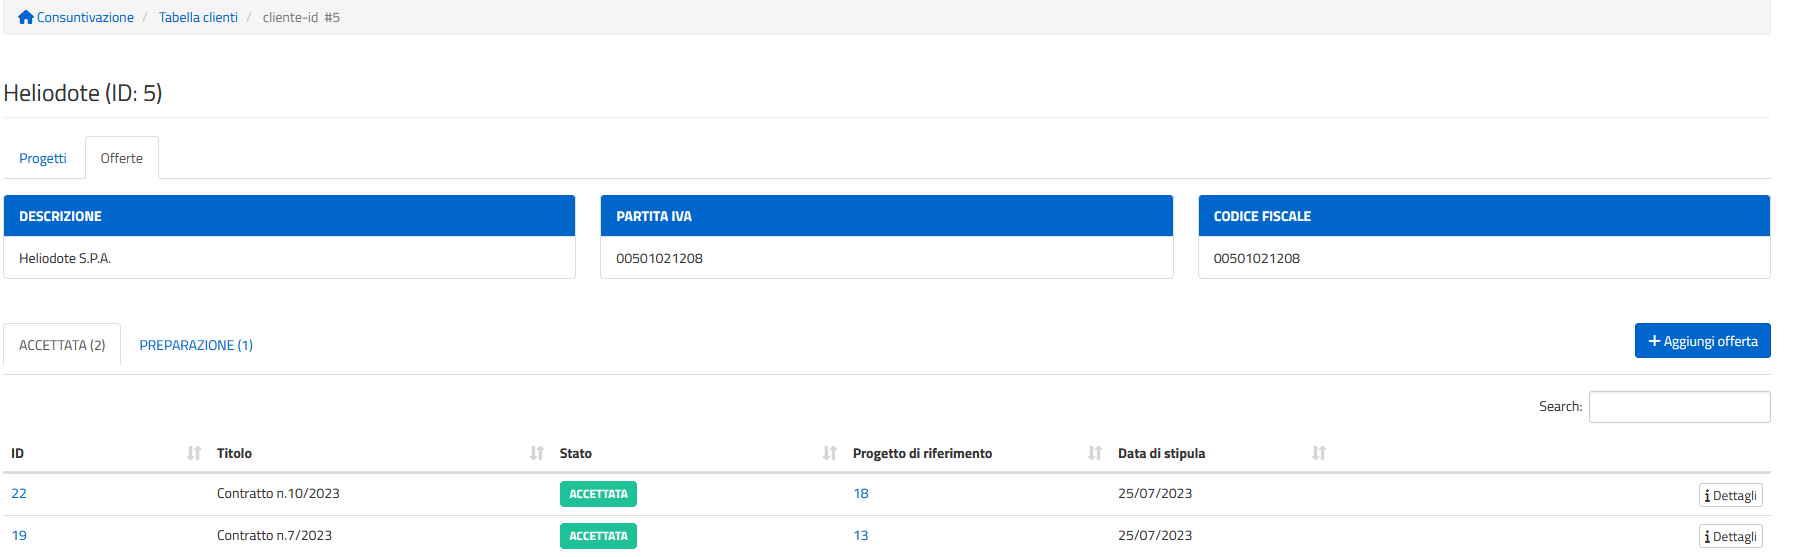 Consuntivazione / Tabella clienti / cliente-id #5
Heliodote (ID: 5)
Progetti Offerte
DESCRIZIONE PARTITA IVA CODICE FISCALE
Heliodote S.P.A. 00501021208 00501021208
ACCETTATA (2) PREPARAZIONE (1) + Aggiungi offerta
Search:
ID Titolo Stato Progetto di riferimento Data di stipula
22 Contratto n.10/2023 ACCETTATA 18 25/07/2023 Dettagli
19 Contratto n.7/2023 ACCETTATA 13 25/07/2023 Dettagli